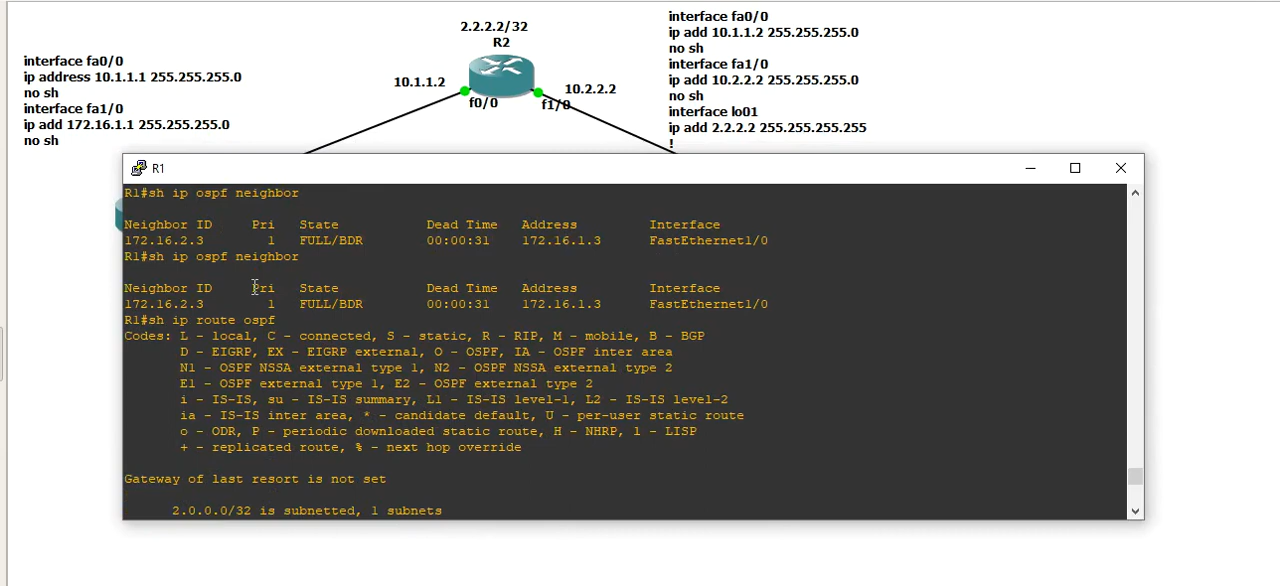 interface fa0/0
ip address 10.1.1.1 255.255.255.0
no sh
interface fa1/0
ip add 172.16.1.1 255.255.255.0
no sh
2.2.2.2/32
R2
10.1.1.2
10.2.2.2
f0/0
f1/0
interface fa0/0
ip add 10.1.1.2 255.255.255.0
no sh
interface fa1/0
ip add 10.2.2.2 255.255.255.0
no sh
interface lo01
ip add 2.2.2.2 255.255.255.255
!
R1
R1#sh ip ospf neighbor
Neighbor ID Pri State Dead Time Address Interface
172.16.2.3 1 FULL/BDR 00:00:31 172.16.1.3 FastEthernet1/0
R1#sh ip ospf neighbor
Neighbor ID Pri State Dead Time Address Interface
172.16.2.3 1 FULL/BDR 00:00:31 172.16.1.3 FastEthernet1/0
R1#sh ip route ospf
Codes: L - local, C - connected, S - static, R - RIP, M - mobile, B - BGP
D - EIGRP, EX - EIGRP external, O - OSPF, IA - OSPF inter area
N1 - OSPF NSSA external type 1, N2 - OSPF NSSA external type 2
E1 - OSPF external type 1, E2 - OSPF external type 2
i - IS-IS, su - IS-IS summary, L1 - IS-IS level-1, L2 - IS-IS level-2
ia - IS-IS inter area, * - candidate default, U - per-user static route
o - ODR, P - periodic downloaded static route, H - NHRP, l - LISP
+ - replicated route, % - next hop override
Gateway of last resort is not set
2.0.0.0/32 is subnetted, 1 subnets